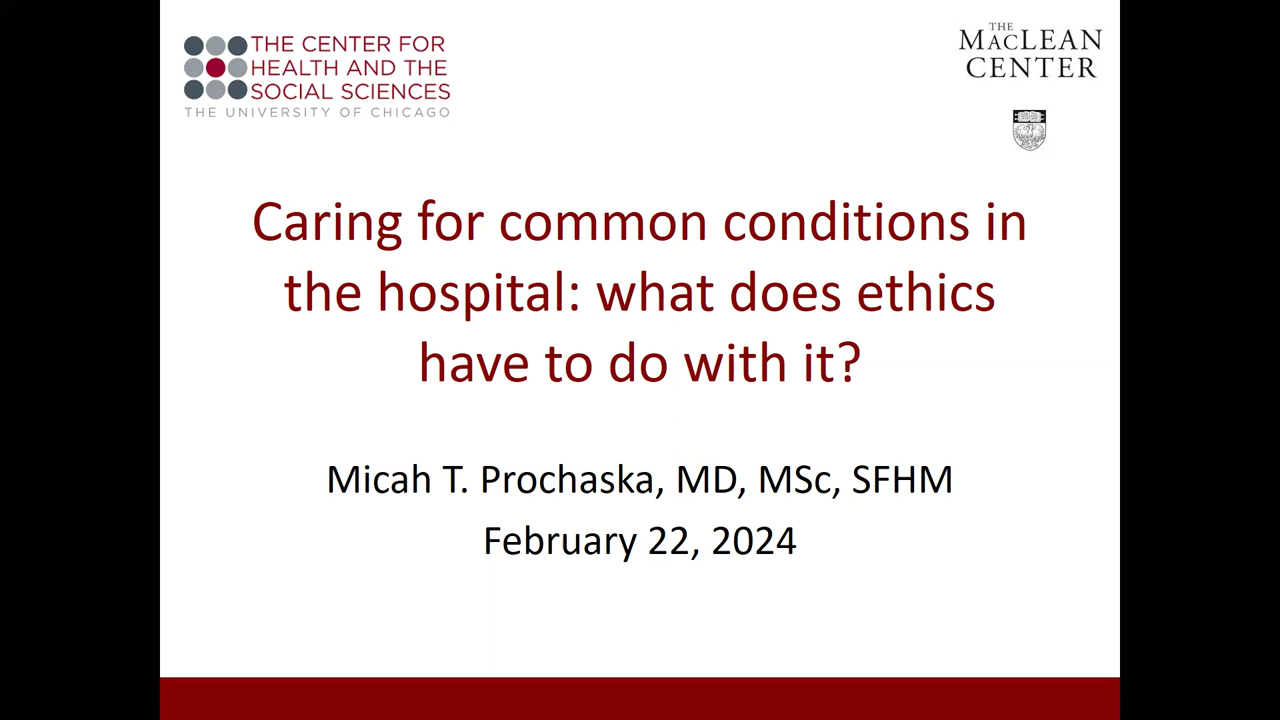 THE CENTER FOR
HEALTH AND THE
SOCIAL SCIENCES
THE UNIVERSITY OF CHICAGO
THE
MACLEAN
CENTER
Caring for common conditions in
the hospital: what does ethics
have to do with it?
Micah T. Prochaska, MD, MSc, SFHM
February 22, 2024